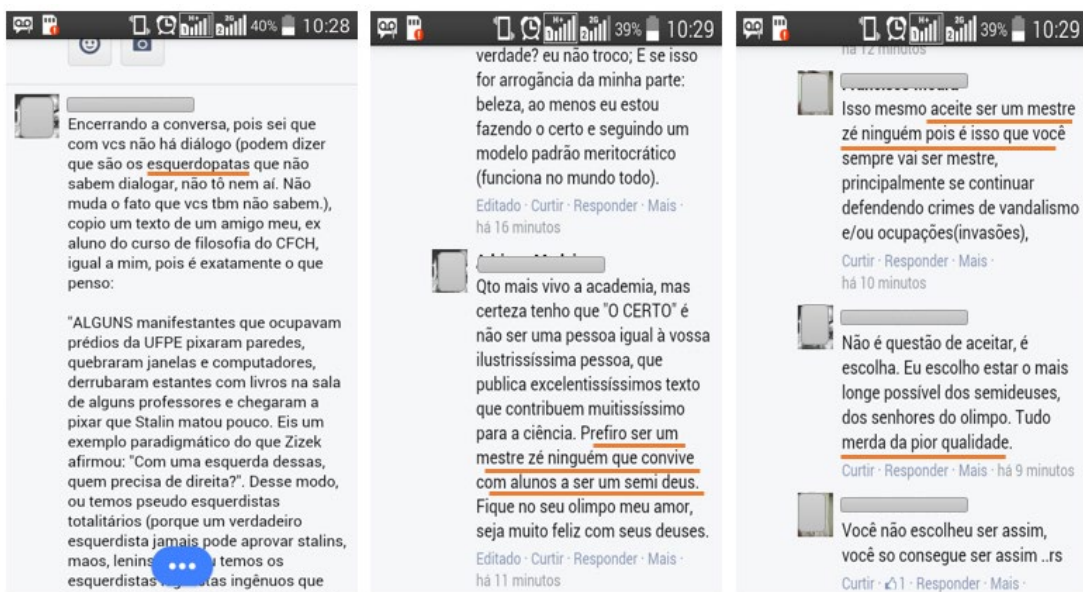 40% 10:28
Encerrando a conversa, pois sei que
com vcs não há diálogo (podem dizer
que são os esquerdopatas que não
sabem dialogar, não tô nem aí. Não
muda o fato que vcs tbm não sabem.),
copio um texto de um amigo meu, ex
aluno do curso de filosofia do CFCH,
igual a mim, pois é exatamente o que
penso:
"ALGUNS manifestantes que ocupavam
prédios da UFPE pixaram paredes,
quebraram janelas e computadores,
derrubaram estantes com livros na sala
de alguns professores e chegaram a
pixar que Stalin matou pouco. Eis um
exemplo paradigmático do que Zizek
afirmou: "Com uma esquerda dessas,
quem precisa de direita?". Desse modo,
ou temos pseudo esquerdistas
totalitários (porque um verdadeiro
esquerdista jamais pode aprovar stalins,
maos, lenins temos os
esquerdistas ingênuos que
39% 10:29
verdade? eu não troco; E se isso
for arrogância da minha parte:
beleza, ao menos eu estou
fazendo o certo e seguindo um
modelo padrão meritocrático
(funciona no mundo todo).
Editado · Curtir · Responder · Mais ·
há 16 minutos
Qto mais vivo a academia, mas
certeza tenho que "O CERTO" é
não ser uma pessoa igual à vossa
ilustrissíssima pessoa, que
publica excelentissíssimos texto
que contribuem muitissíssimo
para a ciência. Prefiro ser um
mestre zé ninguém que convive
com alunos a ser um semi deus.
Fique no seu olimpo meu amor,
seja muito feliz com seus deuses.
Editado · Curtir · Responder · Mais ·
há 11 minutos
39% 10:29
há 12 minutos
Isso mesmo aceite ser um mestre
zé ninguém pois é isso que você
sempre vai ser mestre,
principalmente se continuar
defendendo crimes de vandalismo
e/ou ocupações(invasões),
Curtir · Responder · Mais ·
há 10 minutos
Não é questão de aceitar, é
escolha. Eu escolho estar o mais
longe possível dos semideuses,
dos senhores do olimpo. Tudo
merda da pior qualidade.
Curtir · Responder · Mais · há 9 minutos
Você não escolheu ser assim,
você so consegue ser assim ..rs
Curtir · 1 · Responder · Mais ·